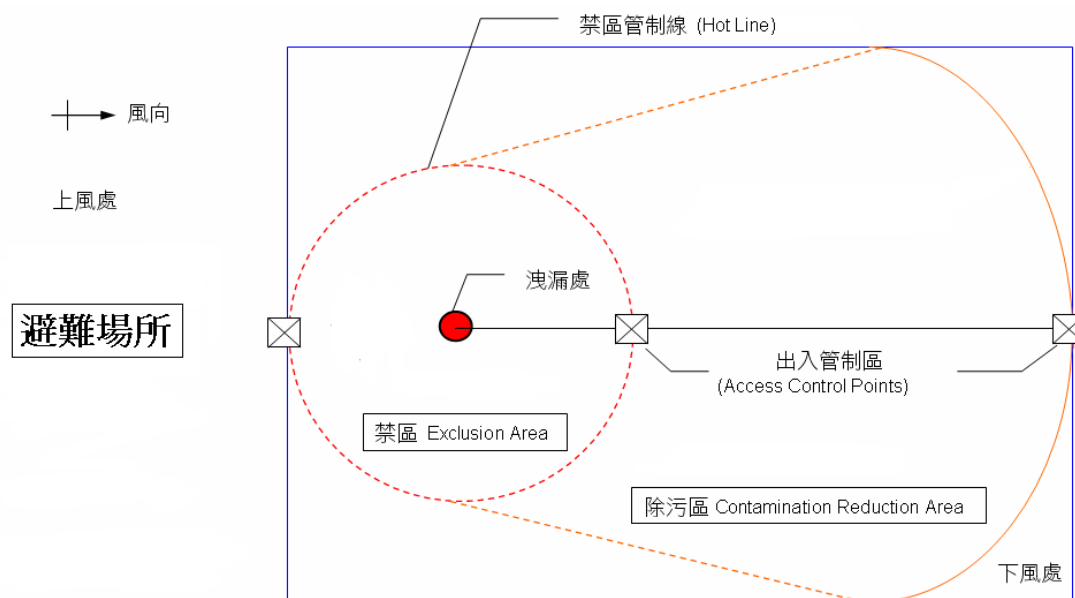 禁區管制線 (Hot Line)
風向
上風處
洩漏處
避難場所
出入管制區
(Access Control Points)
禁區 Exclusion Area
除污區 Contamination Reduction Area
下風處